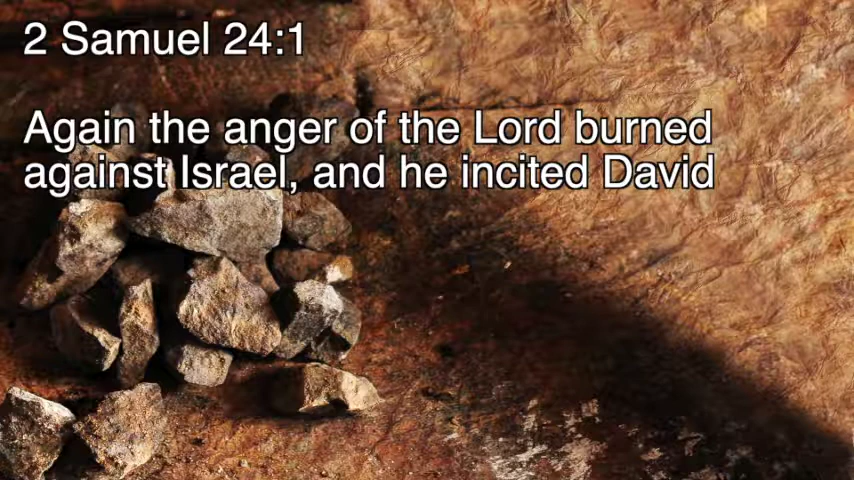 2 Samuel 24:1
Again the anger of the Lord burned
against Israel, and he incited David